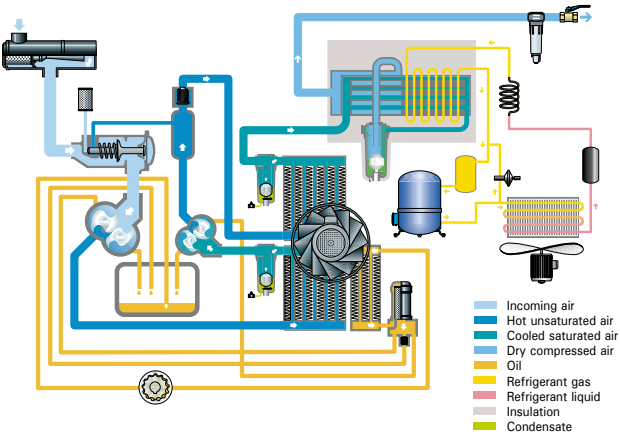 Incoming air
Hot unsaturated air
Cooled saturated air
Dry compressed air
Oil
Refrigerant gas
Refrigerant liquid
Insulation
Condensate